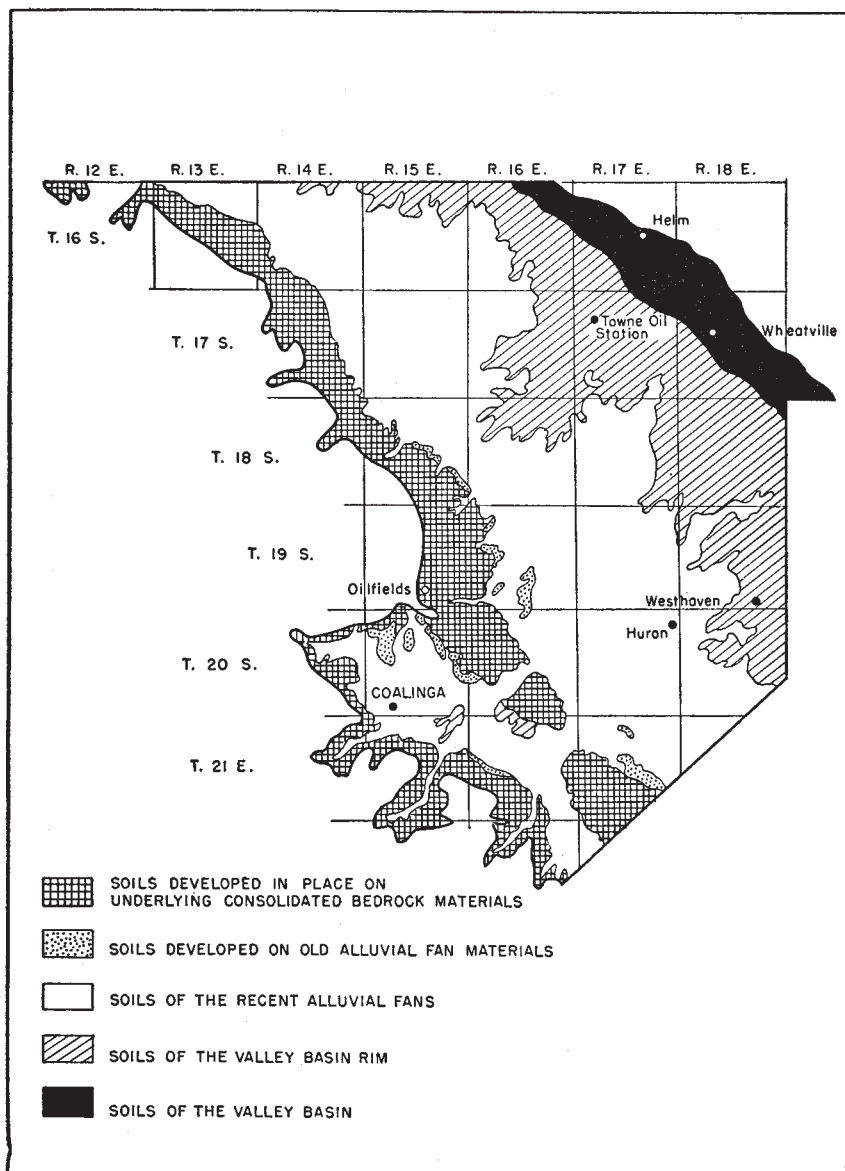 R. 12 E. R. 13 E. R. 14 E. R. 15 E. R. 16 E. R. 17 E. R. 18 E.
Helm
T. 16 S.
Towne Oil
Station
Wheatville
T. 17 S.
T. 18 S.
T. 19 S.
Oilfields
Westhaven
Huron
T. 20 S.
COALINGA
T. 21 E.
SOILS DEVELOPED IN PLACE ON
UNDERLYING CONSOLIDATED BEDROCK MATERIALS
SOILS DEVELOPED ON OLD ALLUVIAL FAN MATERIALS
SOILS OF THE RECENT ALLUVIAL FANS
SOILS OF THE VALLEY BASIN RIM
SOILS OF THE VALLEY BASIN